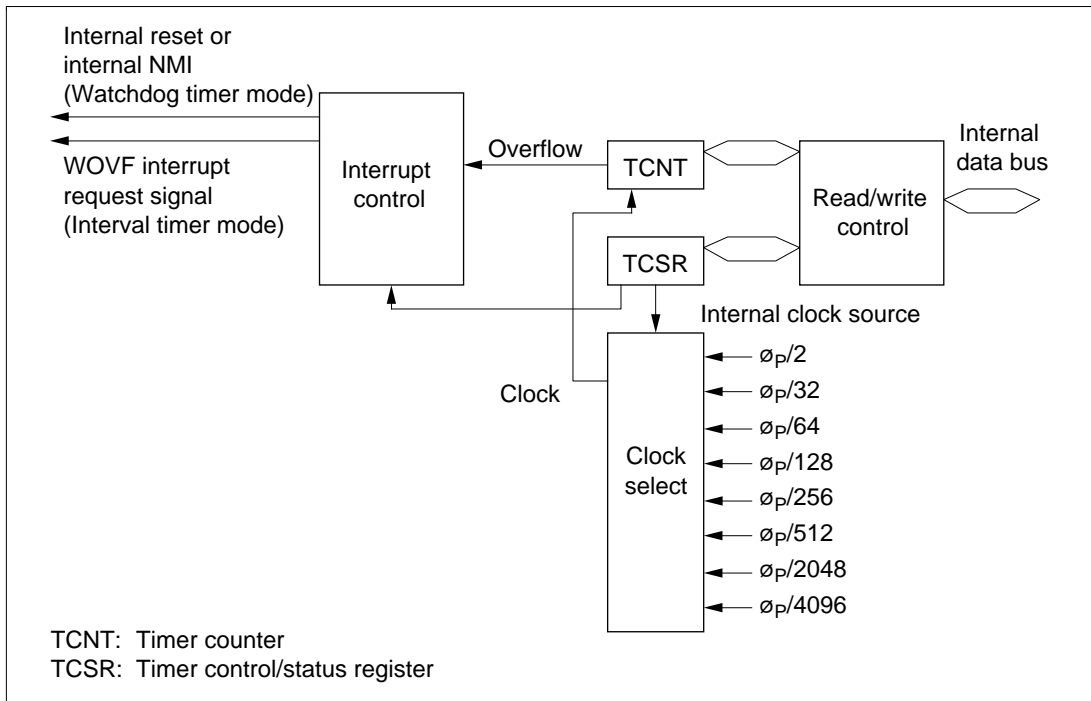 Internal reset or
internal NMI
(Watchdog timer mode)
WOVF interrupt
request signal
(Interval timer mode)
Interrupt
control
Overflow
TCNT
TCSR
Read/write
control
Internal
data bus
Internal clock source
Clock
Clock
select
øP/2
øP/32
øP/64
øP/128
øP/256
øP/512
øP/2048
øP/4096
TCNT: Timer counter
TCSR: Timer control/status register